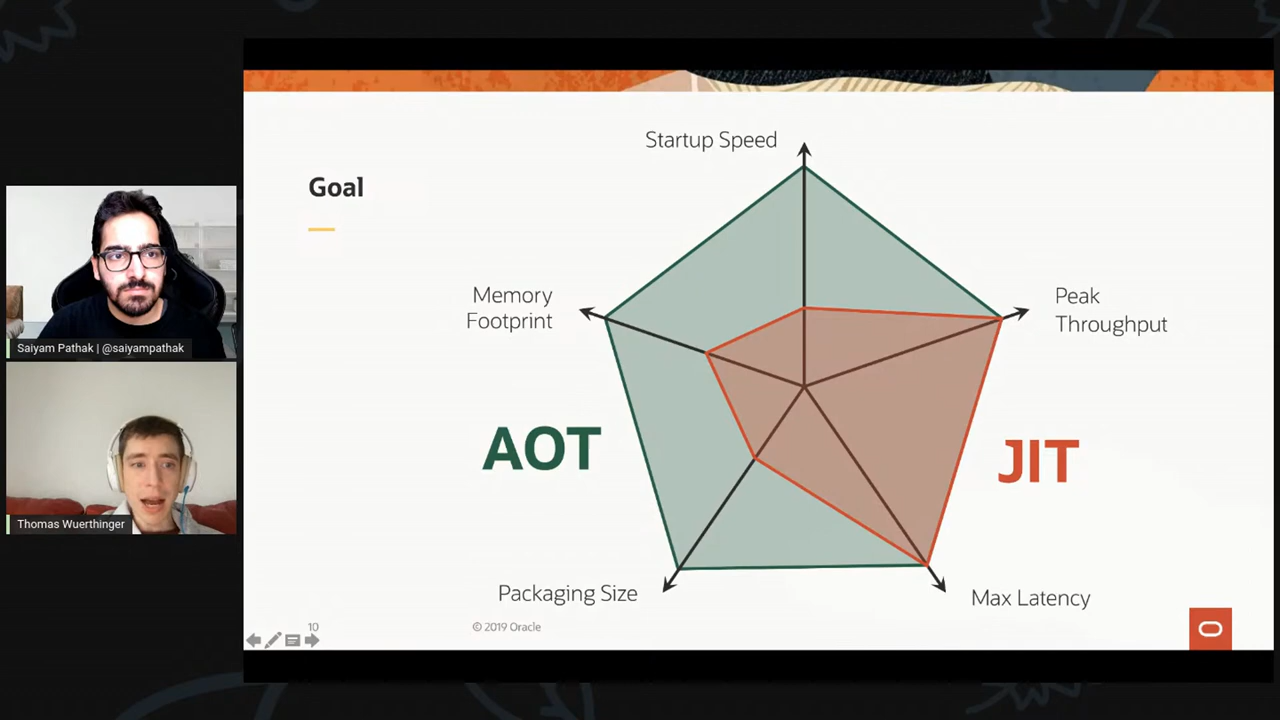 Startup Speed
Goal
Memory
Footprint
Peak
Throughput
AOT
JIT
Packaging Size
Max Latency
10
© 2019 Oracle
Saiyam Pathak | @saiyampathak
Thomas Wuerthinger